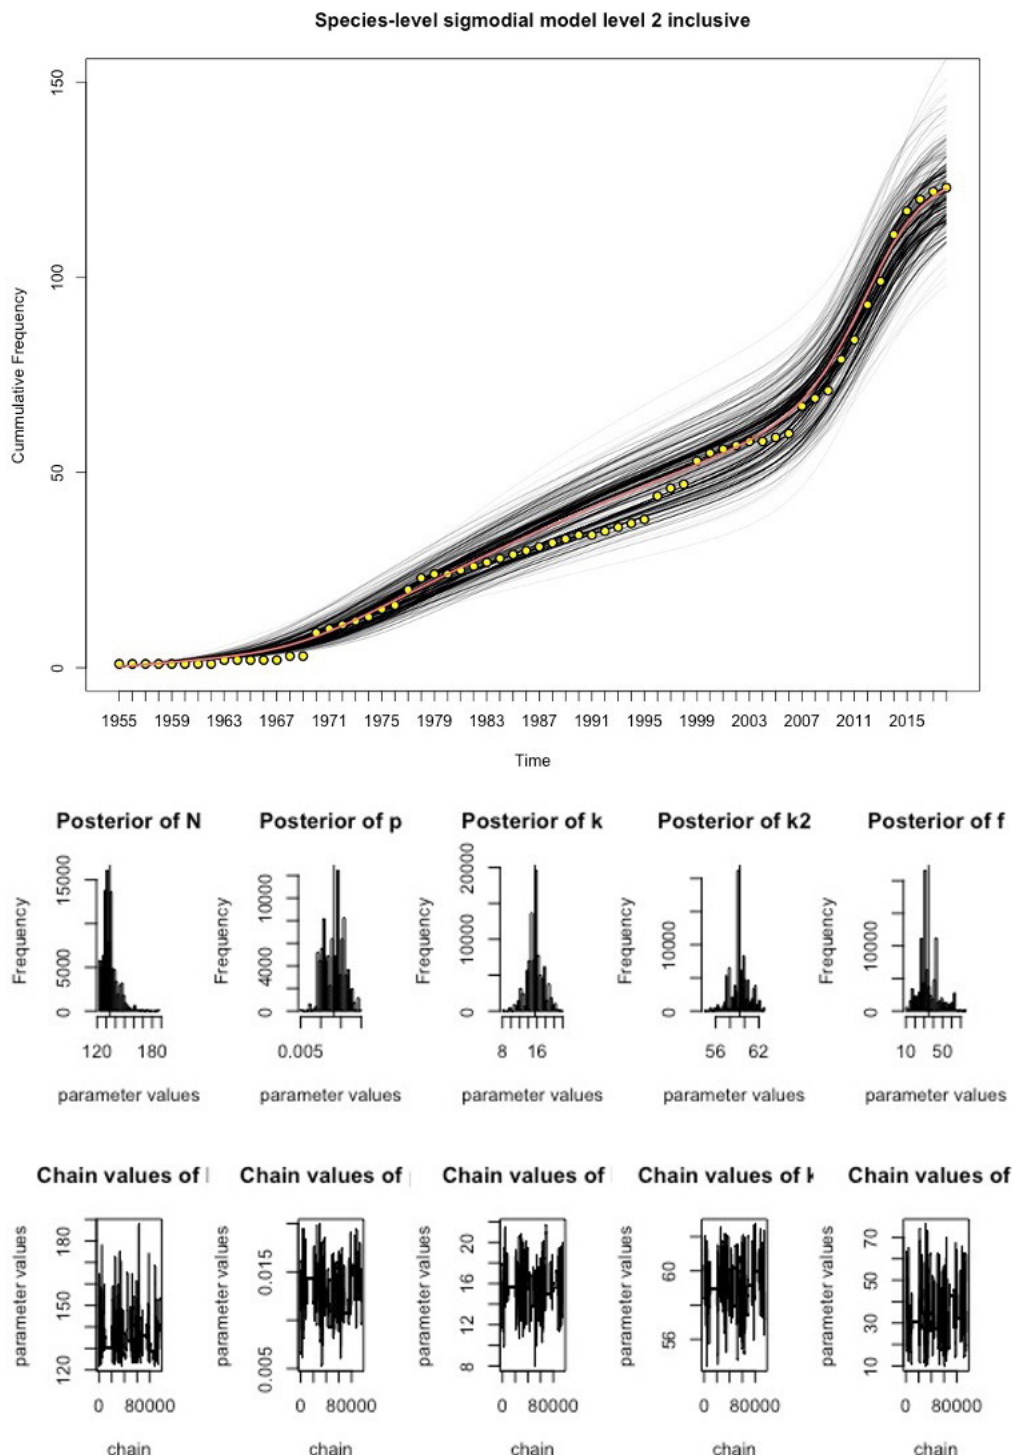 Species-level sigmodial model level 2 inclusive
150
100
50
0
Cummulative Frequency
1955 1959 1963 1967 1971 1975 1979 1983 1987 1991 1995 1999 2003 2007 2011 2015
Time
Posterior of N Posterior of p Posterior of k Posterior of k2 Posterior of f
Frequency Frequency Frequency Frequency Frequency
15000 5000 0
10000 4000 0
20000 10000 0
10000 0
10000 0
120 180 0.005 8 16 56 62 10 50
parameter values parameter values parameter values parameter values parameter values
Chain values of Chain values of Chain values of Chain values of k Chain values of
parameter values parameter values parameter values parameter values parameter values
180 150 120
0.015 0.005
20 16 12 8
60 56
70 50 30 10
0 80000 0 80000 0 80000 0 80000 0 80000
chain chain chain chain chain